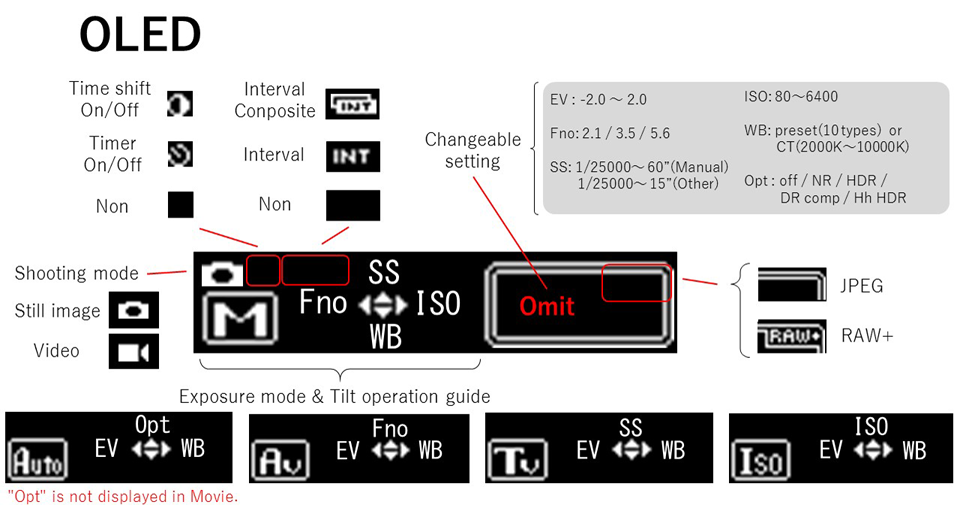 OLED
Time shift
On/Off
Interval
Conposite
INT
Timer
On/Off
Interval
INT
Non
Non
Changeable
setting
EV : -2.0 ～ 2.0
Fno: 2.1 / 3.5 / 5.6
SS: 1/25000～ 60”(Manual)
1/25000～ 15”(Other)
ISO: 80～6400
WB: preset(10types) or
CT(2000K～10000K)
Opt : off / NR / HDR /
DR comp / Hh HDR
Shooting mode
Still image
Video
SS
Fno
ISO
WB
M
Omit
JPEG
RAW+
RAW+
Exposure mode & Tilt operation guide
Opt
Auto
EV
WB
Fno
Av
EV
WB
SS
Tv
EV
WB
ISO
Iso
EV
WB
"Opt" is not displayed in Movie.